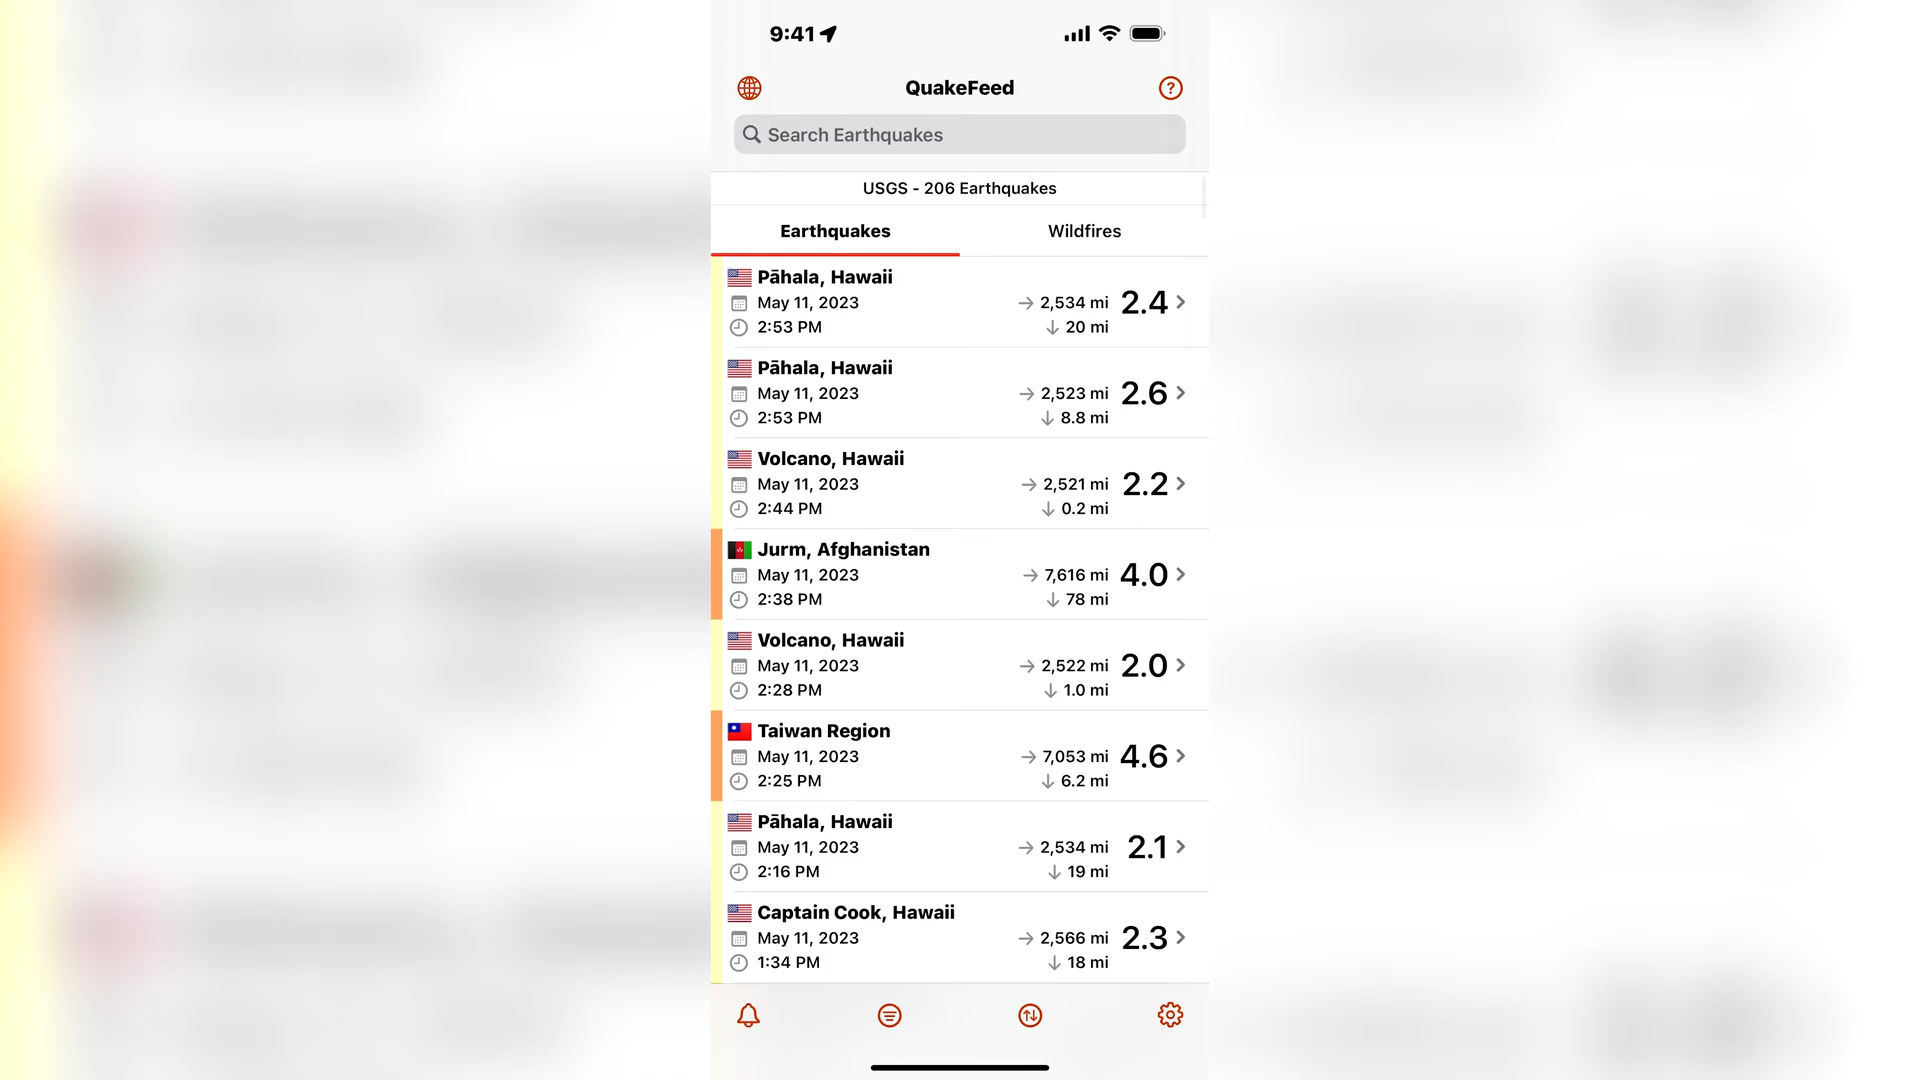 9:41
QuakeFeed
Search Earthquakes
USGS - 206 Earthquakes
Earthquakes Wildfires
Pāhala, Hawaii
May 11, 2023 2,534 mi 2.4
2:53 PM 20 mi
Pāhala, Hawaii
May 11, 2023 2,523 mi 2.6
2:53 PM 8.8 mi
Volcano, Hawaii
May 11, 2023 2,521 mi 2.2
2:44 PM 0.2 mi
Jurm, Afghanistan
May 11, 2023 7,616 mi 4.0
2:38 PM 78 mi
Volcano, Hawaii
May 11, 2023 2,522 mi 2.0
2:28 PM 1.0 mi
Taiwan Region
May 11, 2023 7,053 mi 4.6
2:25 PM 6.2 mi
Pāhala, Hawaii
May 11, 2023 2,534 mi 2.1
2:16 PM 19 mi
Captain Cook, Hawaii
May 11, 2023 2,566 mi 2.3
1:34 PM 18 mi